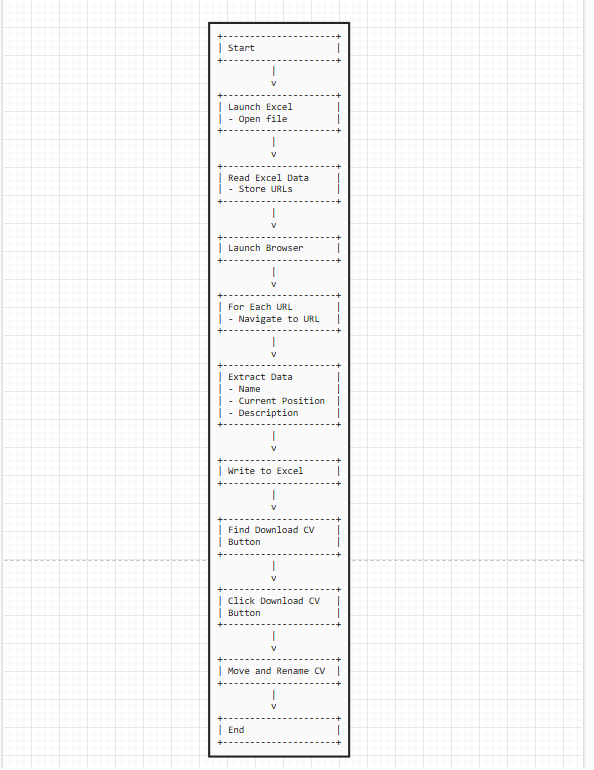 +---------------------+
| Start               |
+---------------------+
          |
          v
+---------------------+
| Launch Excel        |
| - Open file         |
+---------------------+
          |
          v
+---------------------+
| Read Excel Data     |
| - Store URLs        |
+---------------------+
          |
          v
+---------------------+
| Launch Browser      |
+---------------------+
          |
          v
+---------------------+
| For Each URL        |
| - Navigate to URL   |
+---------------------+
          |
          v
+---------------------+
| Extract Data        |
| - Name              |
| - Current Position  |
| - Description       |
+---------------------+
          |
          v
+---------------------+
| Write to Excel      |
+---------------------+
          |
          v
+---------------------+
| Find Download CV    |
| Button              |
+---------------------+
          |
          v
+---------------------+
| Click Download CV   |
| Button              |
+---------------------+
          |
          v
+---------------------+
| Move and Rename CV  |
+---------------------+
          |
          v
+---------------------+
| End                 |
+---------------------+